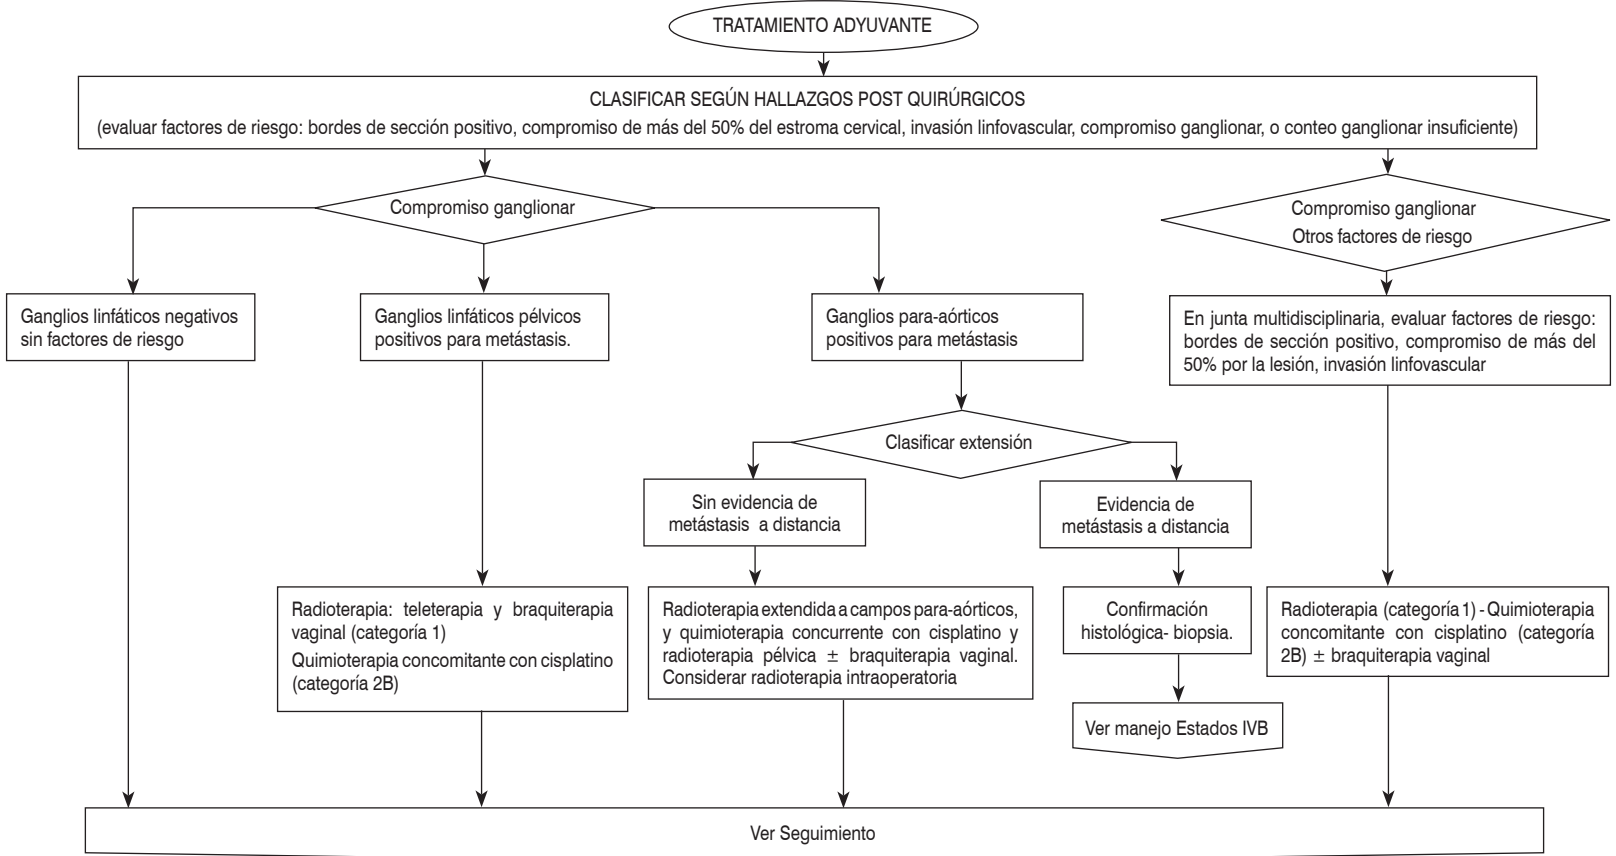 TRATAMIENTO ADYUVANTE
CLASIFICAR SEGÚN HALLAZGOS POST QUIRÚRGICOS
(evaluar factores de riesgo: bordes de sección positivo, compromiso de más del 50% del estroma cervical, invasión linfovascular, compromiso ganglionar, o conteo ganglionar insuficiente)
Compromiso ganglionar
Compromiso ganglionar
Otros factores de riesgo
Ganglios linfáticos negativos
sin factores de riesgo
Ganglios linfáticos pélvicos
positivos para metástasis.
Ganglios para-aórticos
positivos para metástasis
En junta multidisciplinaria, evaluar factores de riesgo:
bordes de sección positivo, compromiso de más del
50% por la lesión, invasión linfovascular
Clasificar extensión
Sin evidencia de
metástasis a distancia
Evidencia de
metástasis a distancia
Radioterapia: teleterapia y braquiterapia
vaginal (categoría 1)
Quimioterapia concomitante con cisplatino
(categoría 2B)
Radioterapia extendida a campos para-aórticos,
y quimioterapia concurrente con cisplatino y
radioterapia pélvica ± braquiterapia vaginal.
Considerar radioterapia intraoperatoria
Confirmación
histológica- biopsia.
Radioterapia (categoría 1) - Quimioterapia
concomitante con cisplatino (categoría
2B) ± braquiterapia vaginal
Ver manejo Estados IVB
Ver Seguimiento